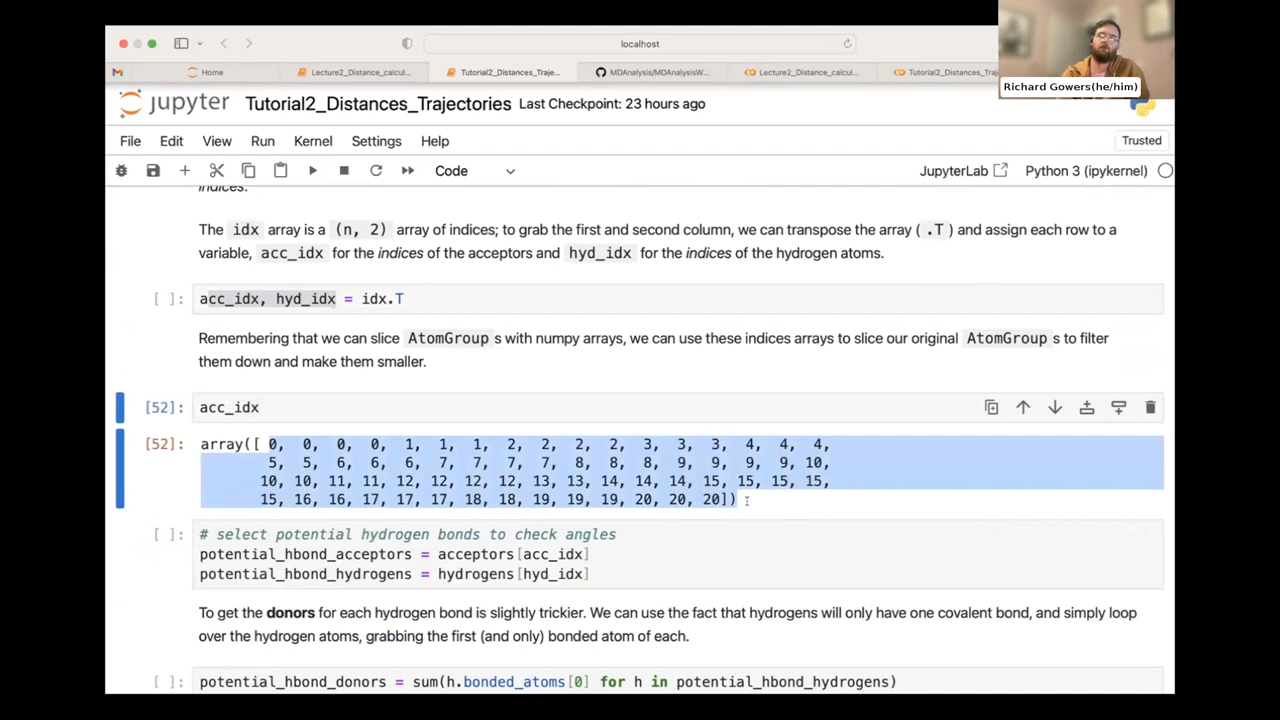 localhost
Home
Lecture2_Distance_calcul...
Tutorial2_Distances_Traje...
MDAnalysis/MDAnalysisW...
Lecture2_Distance_calcul...
Tutorial2_Distances_Traje
Richard Gowers(he/him)
jupyter Tutorial2_Distances_Trajectories Last Checkpoint: 23 hours ago
File Edit View Run Kernel Settings Help
Trusted
Code
JupyterLab
Python 3 (ipykernel)
indices.
The idx array is a (n, 2) array of indices; to grab the first and second column, we can transpose the array ( .T ) and assign each row to a
variable, acc_idx for the indices of the acceptors and hyd_idx for the indices of the hydrogen atoms.
[ ]: acc_idx, hyd_idx = idx.T
Remembering that we can slice AtomGroup s with numpy arrays, we can use these indices arrays to slice our original AtomGroup s to filter
them down and make them smaller.
[52]: acc_idx
[52]: array([ 0, 0, 0, 0, 1, 1, 1, 2, 2, 2, 2, 3, 3, 3, 4, 4, 4,
5, 5, 6, 6, 6, 7, 7, 7, 7, 8, 8, 8, 9, 9, 9, 9, 10,
10, 10, 11, 11, 12, 12, 12, 12, 13, 13, 14, 14, 14, 15, 15, 15, 15,
15, 16, 16, 17, 17, 17, 18, 18, 19, 19, 19, 20, 20, 20])
[ ]: # select potential hydrogen bonds to check angles
potential_hbond_acceptors = acceptors[acc_idx]
potential_hbond_hydrogens = hydrogens[hyd_idx]
To get the donors for each hydrogen bond is slightly trickier. We can use the fact that hydrogens will only have one covalent bond, and simply loop
over the hydrogen atoms, grabbing the first (and only) bonded atom of each.
[ ]: potential_hbond_donors = sum(h.bonded_atoms[0] for h in potential_hbond_hydrogens)